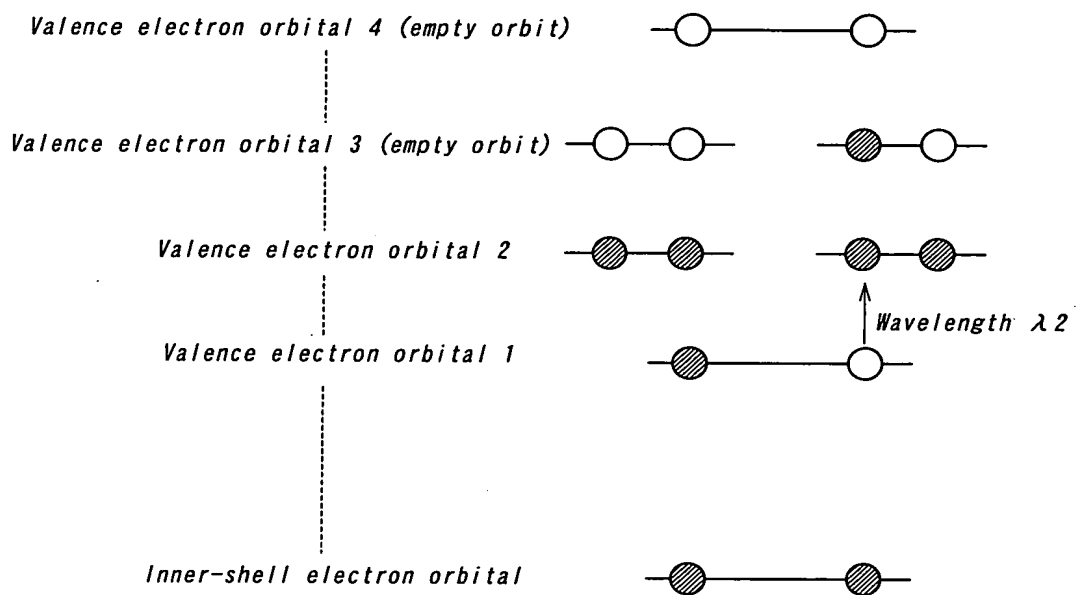 Valence electron orbital 4 (empty orbit)
Valence electron orbital 3 (empty orbit)
Valence electron orbital 2
Wavelength λ2
Valence electron orbital 1
Inner-shell electron orbital